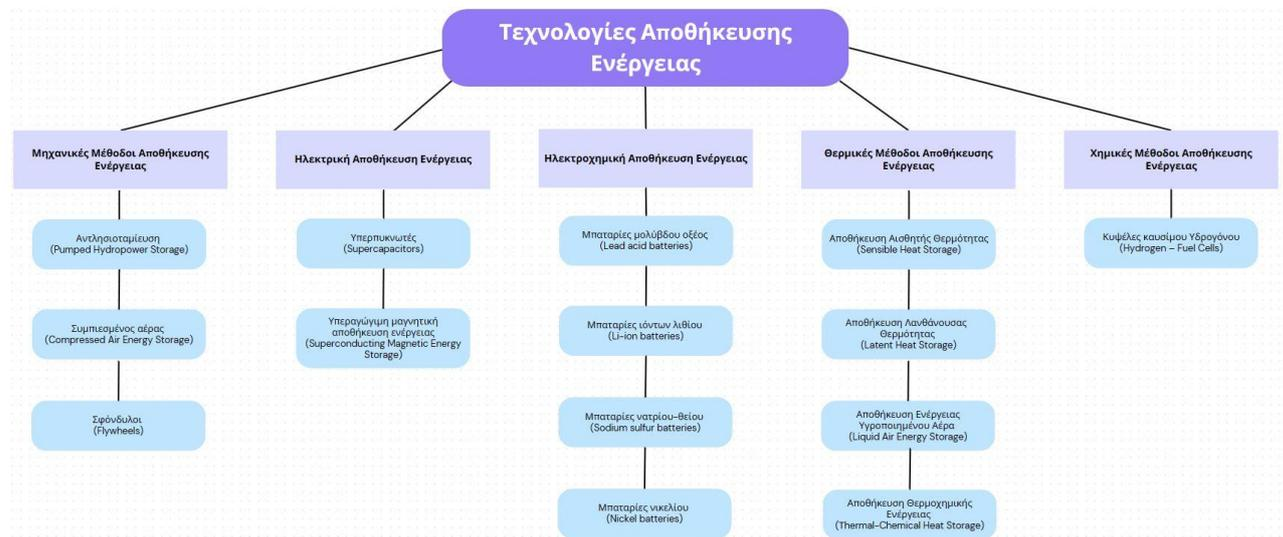 Τεχνολογίες Αποθήκευσης
Ενέργειας
Μηχανικές Μέθοδοι Αποθήκευσης
Ενέργειας
Αντλησιοταμίευση
(Pumped Hydropower Storage)
Συμπιεσμένος αέρας
(Compressed Air Energy Storage)
Σφόνδυλοι
(Flywheels)
Ηλεκτρική Αποθήκευση Ενέργειας
Υπερπυκνωτές
(Supercapacitors)
Υπεραγώγιμη μαγνητική
αποθήκευση ενέργειας
(Superconducting Magnetic Energy
Storage)
Ηλεκτροχημική Αποθήκευση Ενέργειας
Μπαταρίες μολύβδου οξέος
(Lead acid batteries)
Μπαταρίες ιόντων λιθίου
(Li-ion batteries)
Μπαταρίες νατρίου-θείου
(Sodium sulfur batteries)
Μπαταρίες νικελίου
(Nickel batteries)
Θερμικές Μέθοδοι Αποθήκευσης
Ενέργειας
Αποθήκευση Αισθητής Θερμότητας
(Sensible Heat Storage)
Αποθήκευση Λανθάνουσας
Θερμότητας
(Latent Heat Storage)
Αποθήκευση Ενέργειας
Υγροποιημένου Αέρα
(Liquid Air Energy Storage)
Αποθήκευση Θερμοχημικής
Ενέργειας
(Thermal-Chemical Heat Storage)
Χημικές Μέθοδοι Αποθήκευσης
Ενέργειας
Κυψέλες καυσίμου Υδρογόνου
(Hydrogen – Fuel Cells)